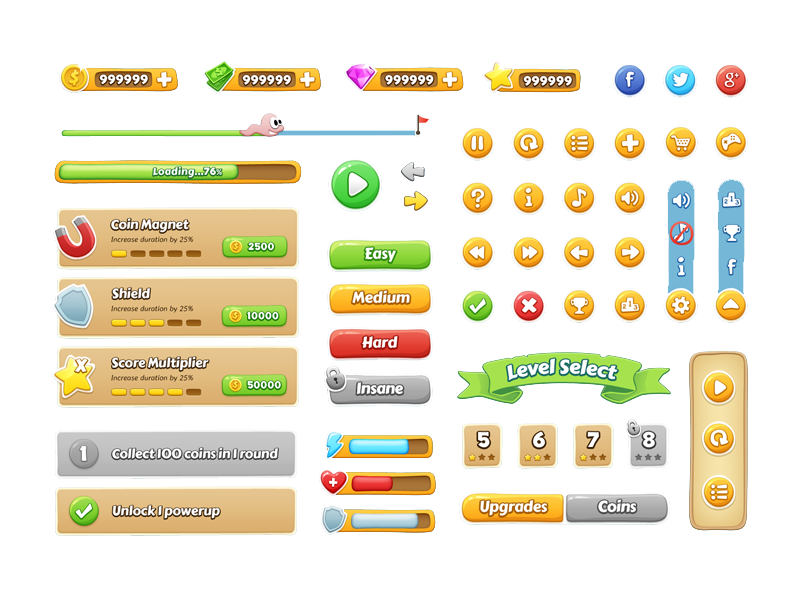 999999
999999
999999
999999
f
g+
Loading...76%
Coin Magnet
Increase duration by 25%
2500
Shield
Increase duration by 25%
10000
X
Score Multiplier
Increase duration by 25%
50000
1
Collect 100 coins in 1 round
Unlock 1 powerup
Easy
Medium
Hard
Insane
?
i
i
f
Level Select
5
6
7
8
Upgrades
Coins